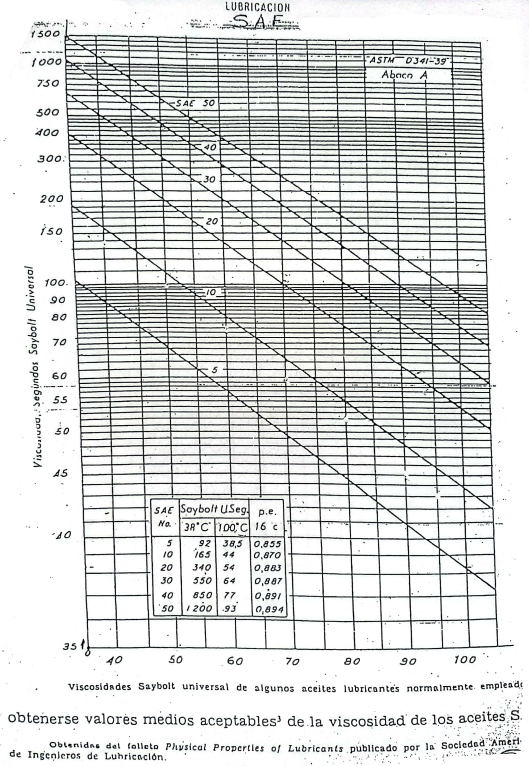 LUBRICACION
SAE
ASTM D341-39
Abaco A
1500
1000
750
500
400
300
200
150
100
90
80
70
60
55
50
45
40
35
Segundos Saybolt Universal
SAE 50
40
30
20
10
5
SAE No. Saybolt U Seg. p.e.
38°C 100°C 16 c
5 92 38,5 0,855
10 165 44 0,870
20 340 54 0,883
30 550 64 0,887
40 850 77 0,891
50 1200 93 0,894
0 40 50 60 70 80 90 100
Viscosidades Saybolt universal de algunos aceites lubricantes normalmente emplead
obtenerse valores medios aceptables¹ de la viscosidad de los aceites S
Obtenidas del folleto Physical Properties of Lubricants publicado por la Sociedad Ameri
de Ingenieros de Lubricación.